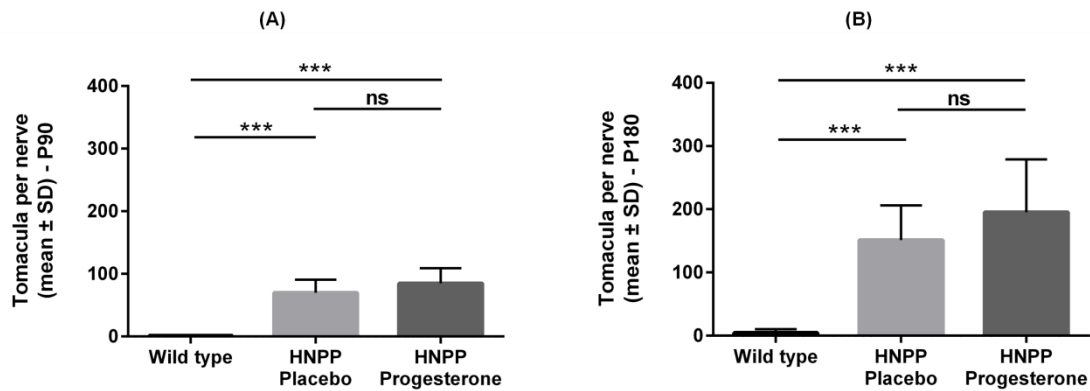 (A)
Tomacula per nerve
(mean ± SD) - P90
400
300
200
100
0
***
***
ns
Wild type
HNPP
Placebo
HNPP
Progesterone
(B)
Tomacula per nerve
(mean ± SD) - P180
400
300
200
100
0
***
***
ns
Wild type
HNPP
Placebo
HNPP
Progesterone